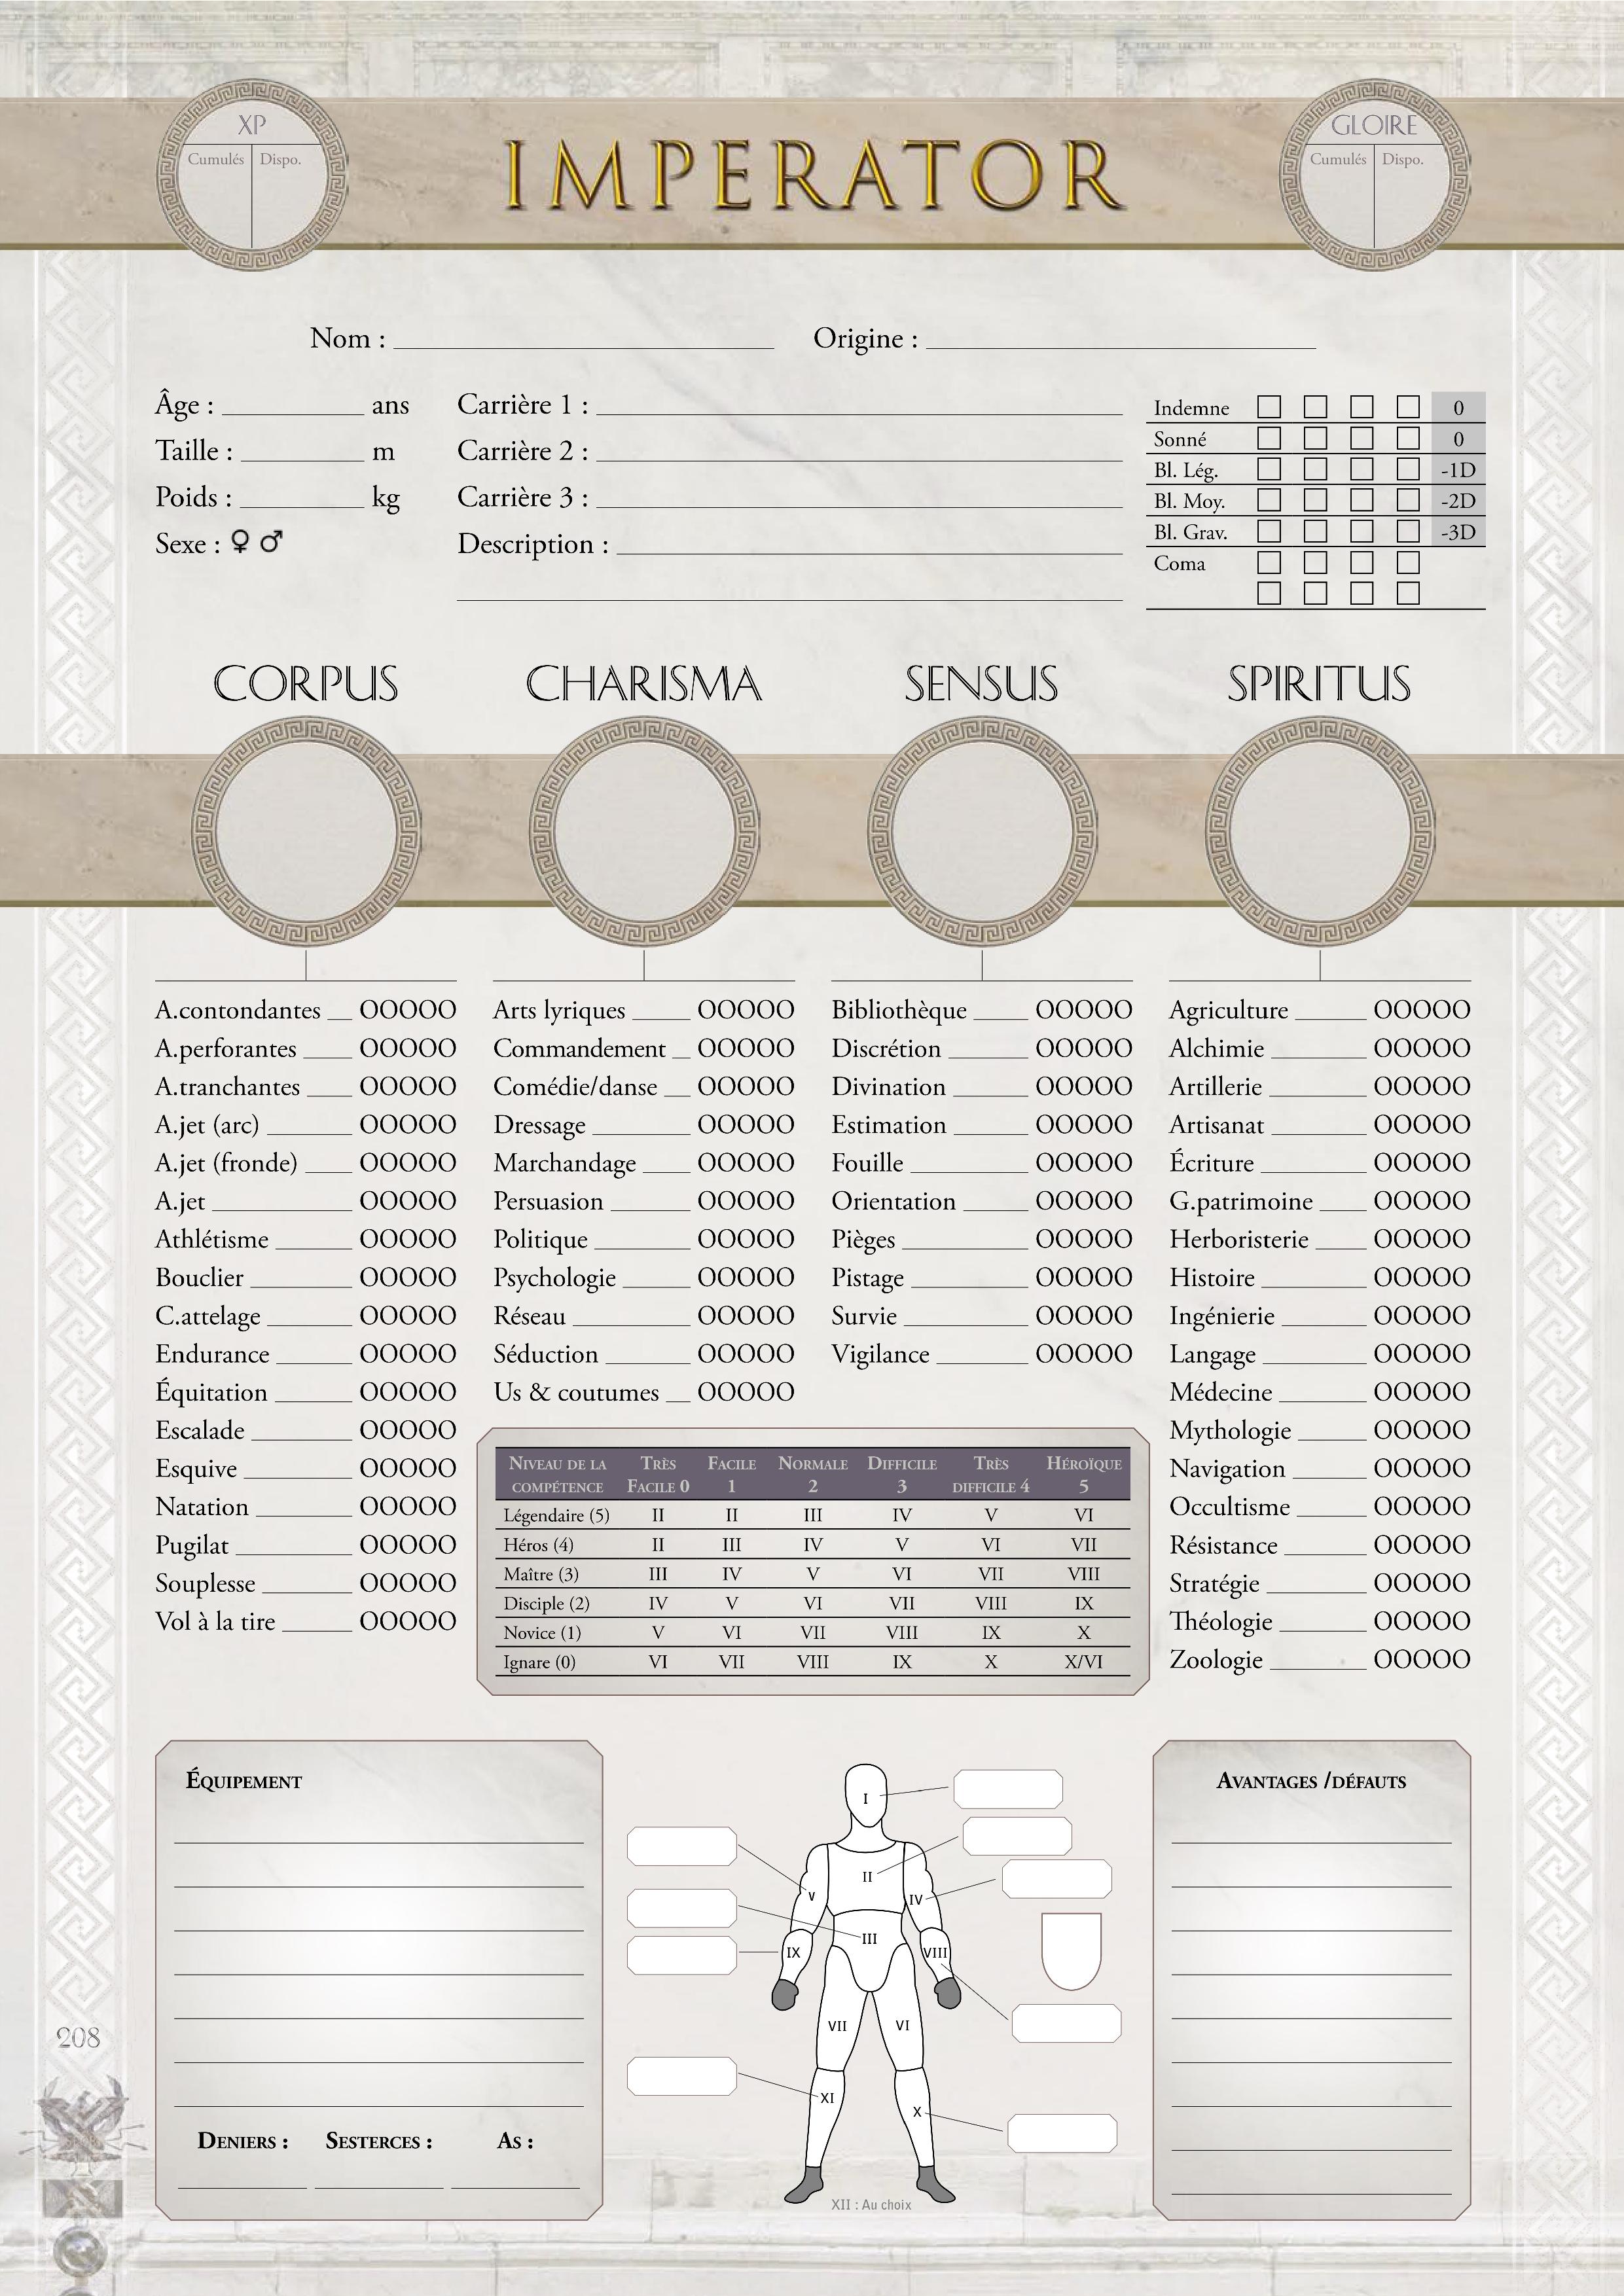 XP
Cumulés Dispo.
IMPERATOR
GLOIRE
Cumulés Dispo.
Nom : Origine :
Âge : ans
Taille : m
Poids : kg
Sexe : ♀ ♂
Carrière 1 :
Carrière 2 :
Carrière 3 :
Description :
Indemne 0
Sonné 0
Bl. Lég. -1D
Bl. Moy. -2D
Bl. Grav. -3D
Coma
CORPUS
A.contondantes OOOOO
A.perforantes OOOOO
A.tranchantes OOOOO
A.jet (arc) OOOOO
A.jet (fronde) OOOOO
A.jet OOOOO
Athlétisme OOOOO
Bouclier OOOOO
C.attelage OOOOO
Endurance OOOOO
Équitation OOOOO
Escalade OOOOO
Esquive OOOOO
Natation OOOOO
Pugilat OOOOO
Souplesse OOOOO
Vol à la tire OOOOO
CHARISMA
Arts lyriques OOOOO
Commandement OOOOO
Comédie/danse OOOOO
Dressage OOOOO
Marchandage OOOOO
Persuasion OOOOO
Politique OOOOO
Psychologie OOOOO
Réseau OOOOO
Séduction OOOOO
Us & coutumes OOOOO
SENSUS
Bibliothèque OOOOO
Discrétion OOOOO
Divination OOOOO
Estimation OOOOO
Fouille OOOOO
Orientation OOOOO
Pièges OOOOO
Pistage OOOOO
Survie OOOOO
Vigilance OOOOO
SPIRITUS
Agriculture OOOOO
Alchimie OOOOO
Artillerie OOOOO
Artisanat OOOOO
Écriture OOOOO
G.patrimoine OOOOO
Herboristerie OOOOO
Histoire OOOOO
Ingénierie OOOOO
Langage OOOOO
Médecine OOOOO
Mythologie OOOOO
Navigation OOOOO
Occultisme OOOOO
Résistance OOOOO
Stratégie OOOOO
Théologie OOOOO
Zoologie OOOOO
Niveau de la Très Facile Normale Difficile Très Héroïque
compétence Facile 0 1 2 3 difficile 4 5
Légendaire (5) II II III IV V VI
Héros (4) II III IV V VI VII
Maître (3) III IV V VI VII VIII
Disciple (2) IV V VI VII VIII IX
Novice (1) V VI VII VIII IX X
Ignare (0) VI VII VIII IX X X/VI
Équipement
Deniers : Sesterces : As :
I
II
V
IV
III
IX
VIII
VII
VI
XI
X
XII : Au choix
Avantages /défauts
208